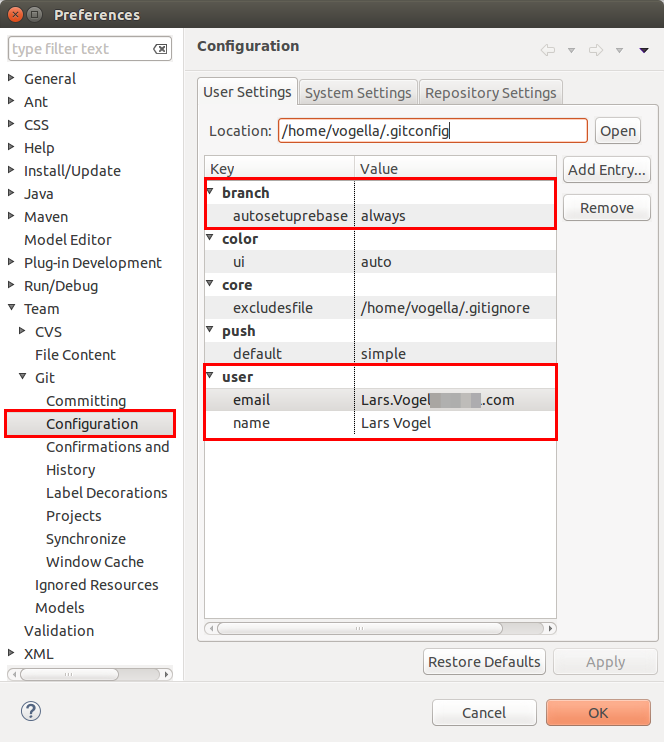 Preferences
type filter text
General
Ant
CSS
Help
Install/Update
Java
Maven
Model Editor
Plug-in Development
Run/Debug
Team
CVS
File Content
Git
Committing
Configuration
Confirmations and
History
Label Decorations
Projects
Synchronize
Window Cache
Ignored Resources
Models
Validation
XML
Configuration
User Settings System Settings Repository Settings
Location: /home/vogella/.gitconfig Open
Key Value
Add Entry...
Remove
branch
autosetuprebase always
color
ui auto
core
excludesfile /home/vogella/.gitignore
push
default simple
user
email Lars.Vogel .com
name Lars Vogel
Restore Defaults Apply
? Cancel OK